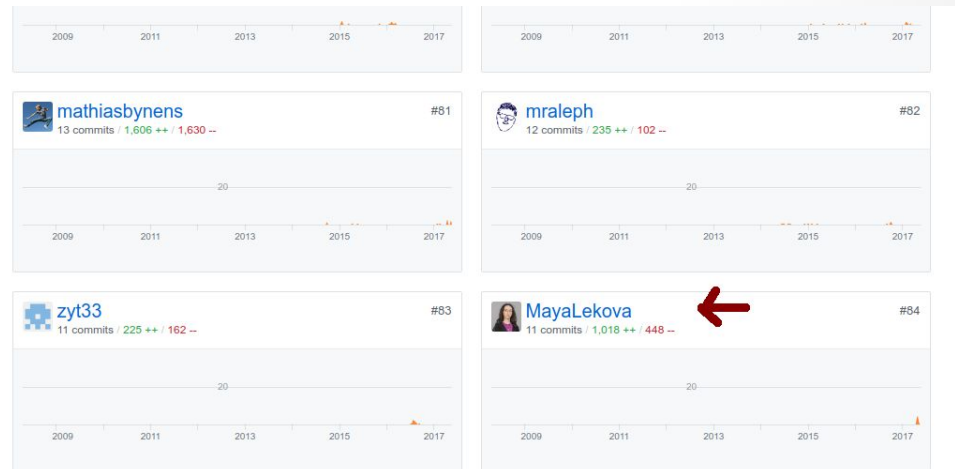 2009 2011 2013 2015 2017
2009 2011 2013 2015 2017
mathiasbynens #81
13 commits / 1,606 ++ / 1,630 --
20
2009 2011 2013 2015 2017
mraleph #82
12 commits / 235 ++ / 102 --
20
2009 2011 2013 2015 2017
zyt33 #83
11 commits / 225 ++ / 162 --
20
2009 2011 2013 2015 2017
MayaLekova #84
11 commits / 1,018 ++ / 448 --
20
2009 2011 2013 2015 2017